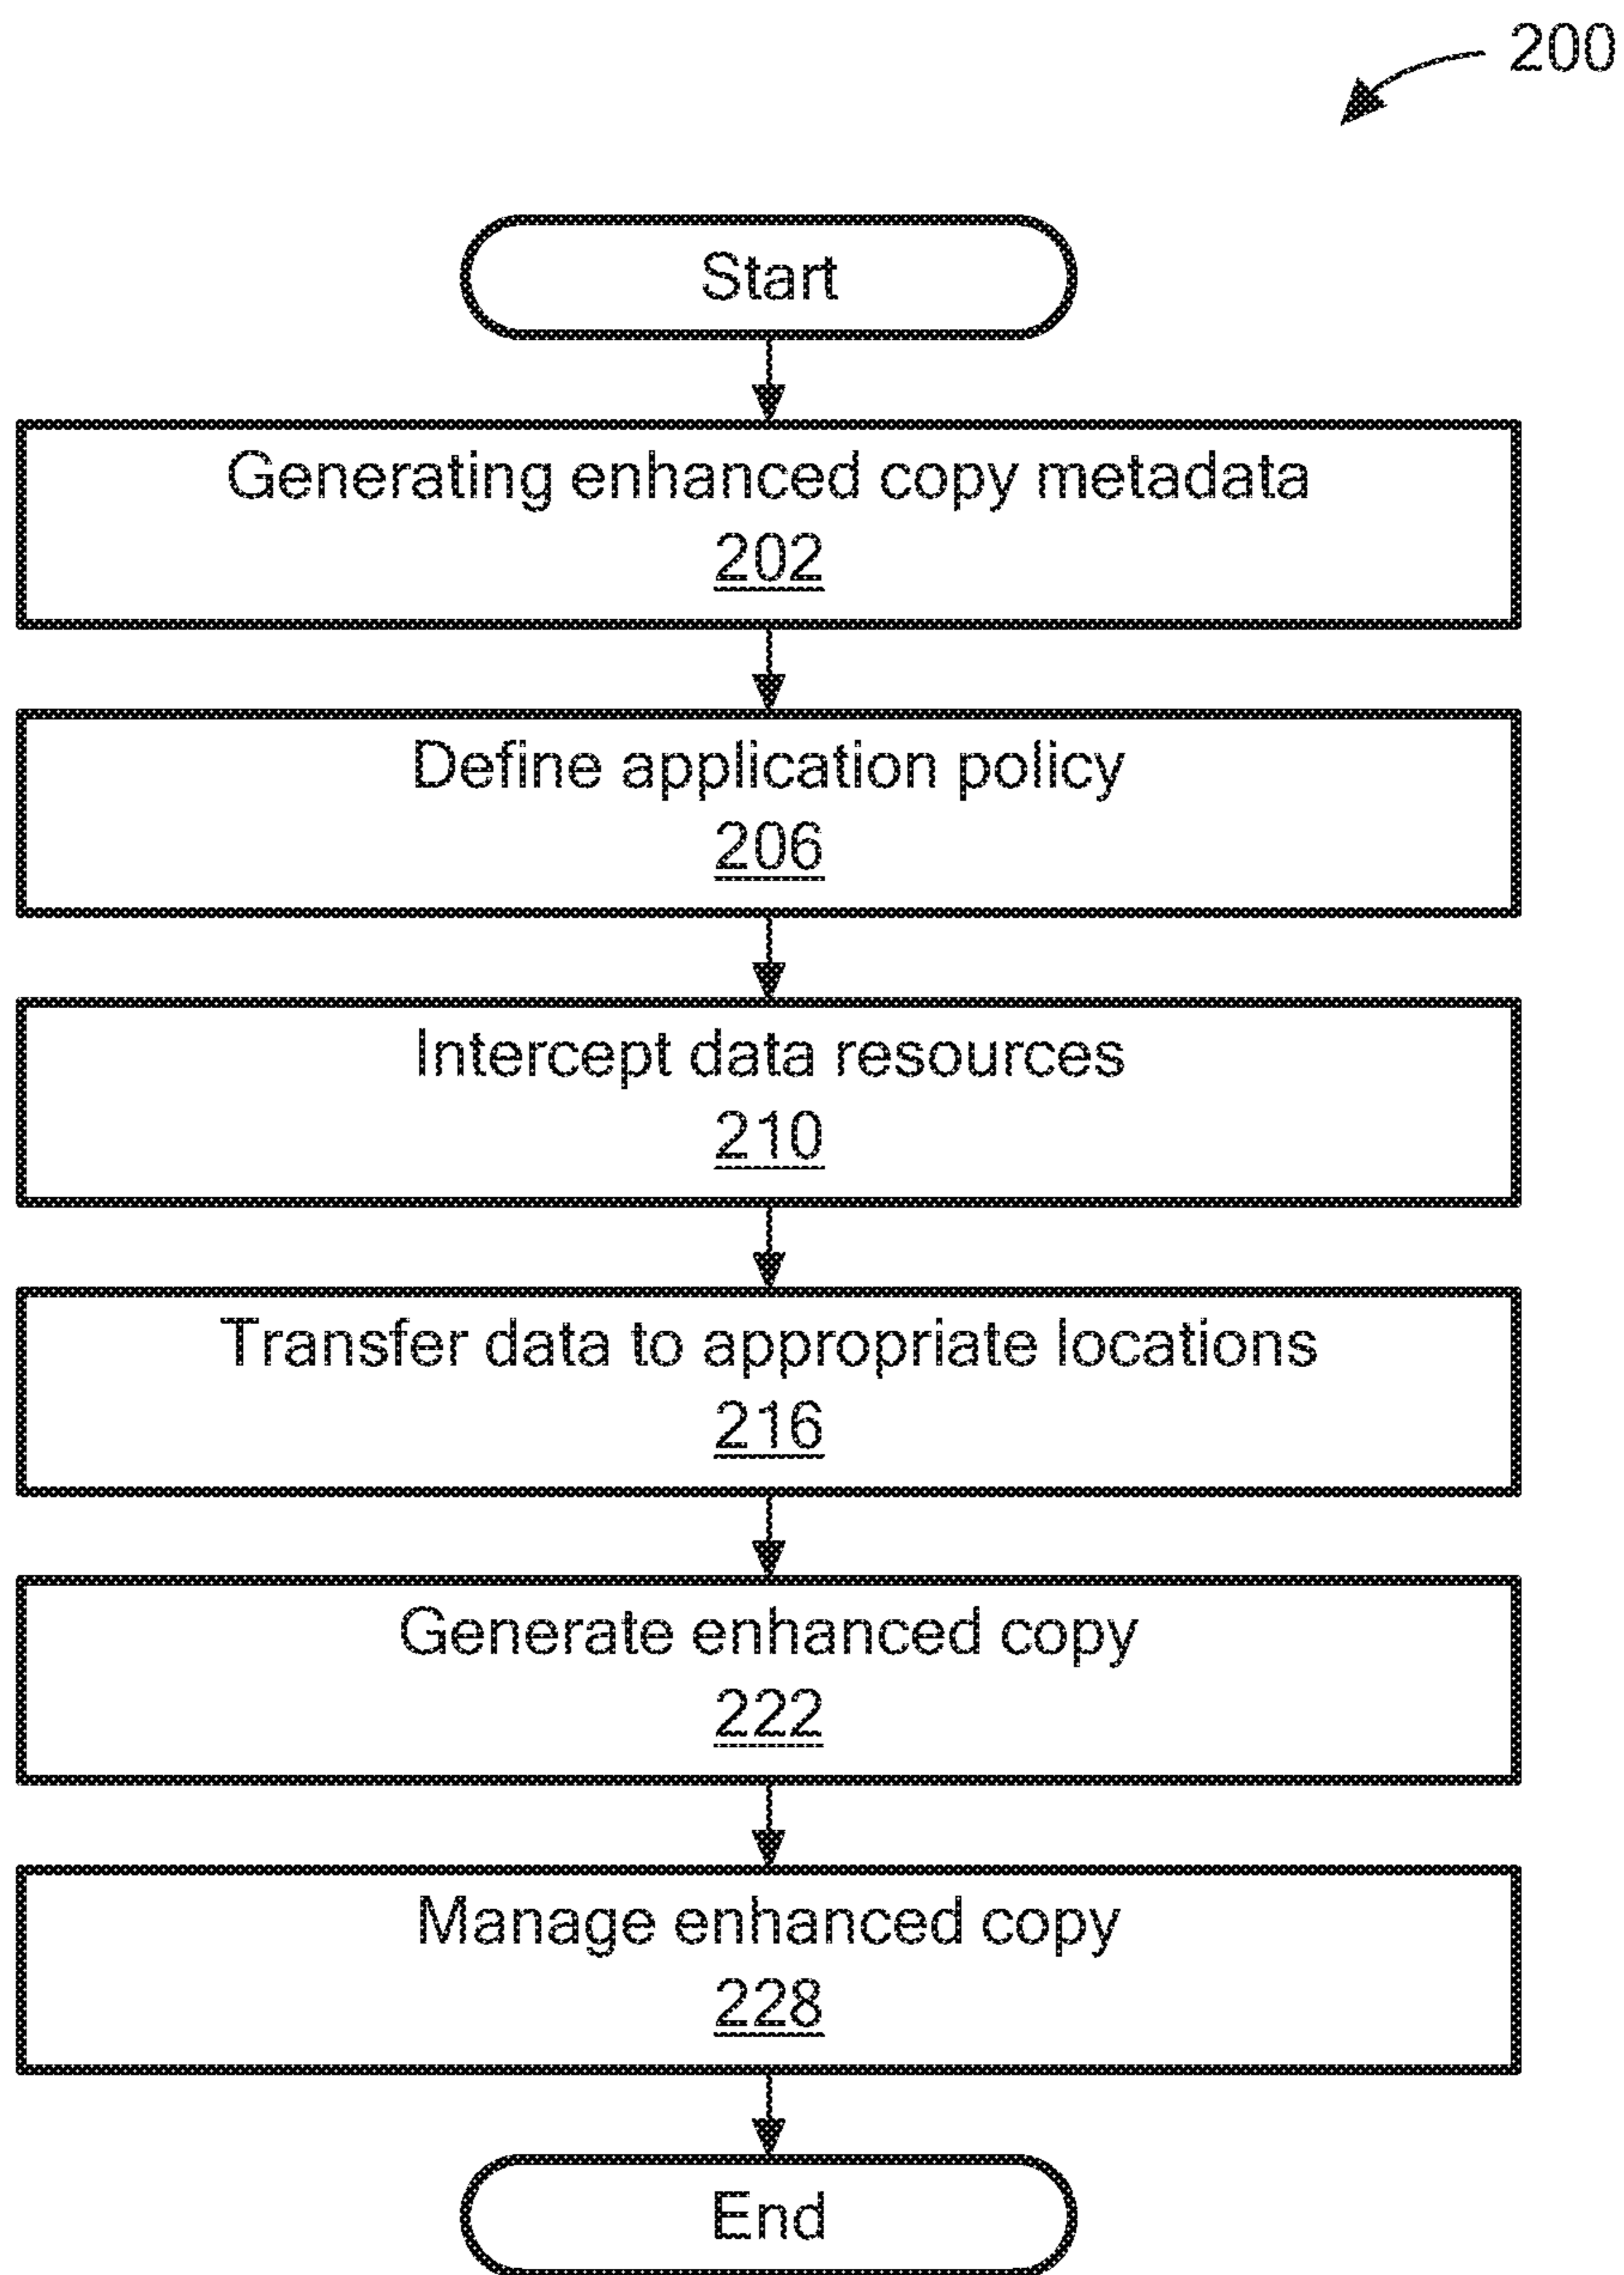 200
Start
Generating enhanced copy metadata
202
Define application policy
206
Intercept data resources
210
Transfer data to appropriate locations
216
Generate enhanced copy
222
Manage enhanced copy
228
End